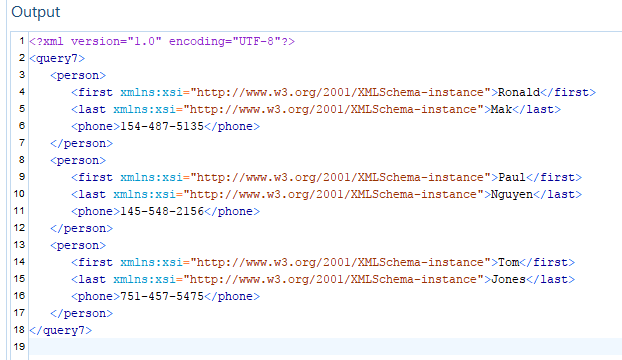 Output
1 <?xml version="1.0" encoding="UTF-8"?>
2 <query7>
3 <person>
4 <first xmlns:xsi="http://www.w3.org/2001/XMLSchema-instance">Ronald</first>
5 <last xmlns:xsi="http://www.w3.org/2001/XMLSchema-instance">Mak</last>
6 <phone>154-487-5135</phone>
7 </person>
8 <person>
9 <first xmlns:xsi="http://www.w3.org/2001/XMLSchema-instance">Paul</first>
10 <last xmlns:xsi="http://www.w3.org/2001/XMLSchema-instance">Nguyen</last>
11 <phone>145-548-2156</phone>
12 </person>
13 <person>
14 <first xmlns:xsi="http://www.w3.org/2001/XMLSchema-instance">Tom</first>
15 <last xmlns:xsi="http://www.w3.org/2001/XMLSchema-instance">Jones</last>
16 <phone>751-457-5475</phone>
17 </person>
18 </query7>
19